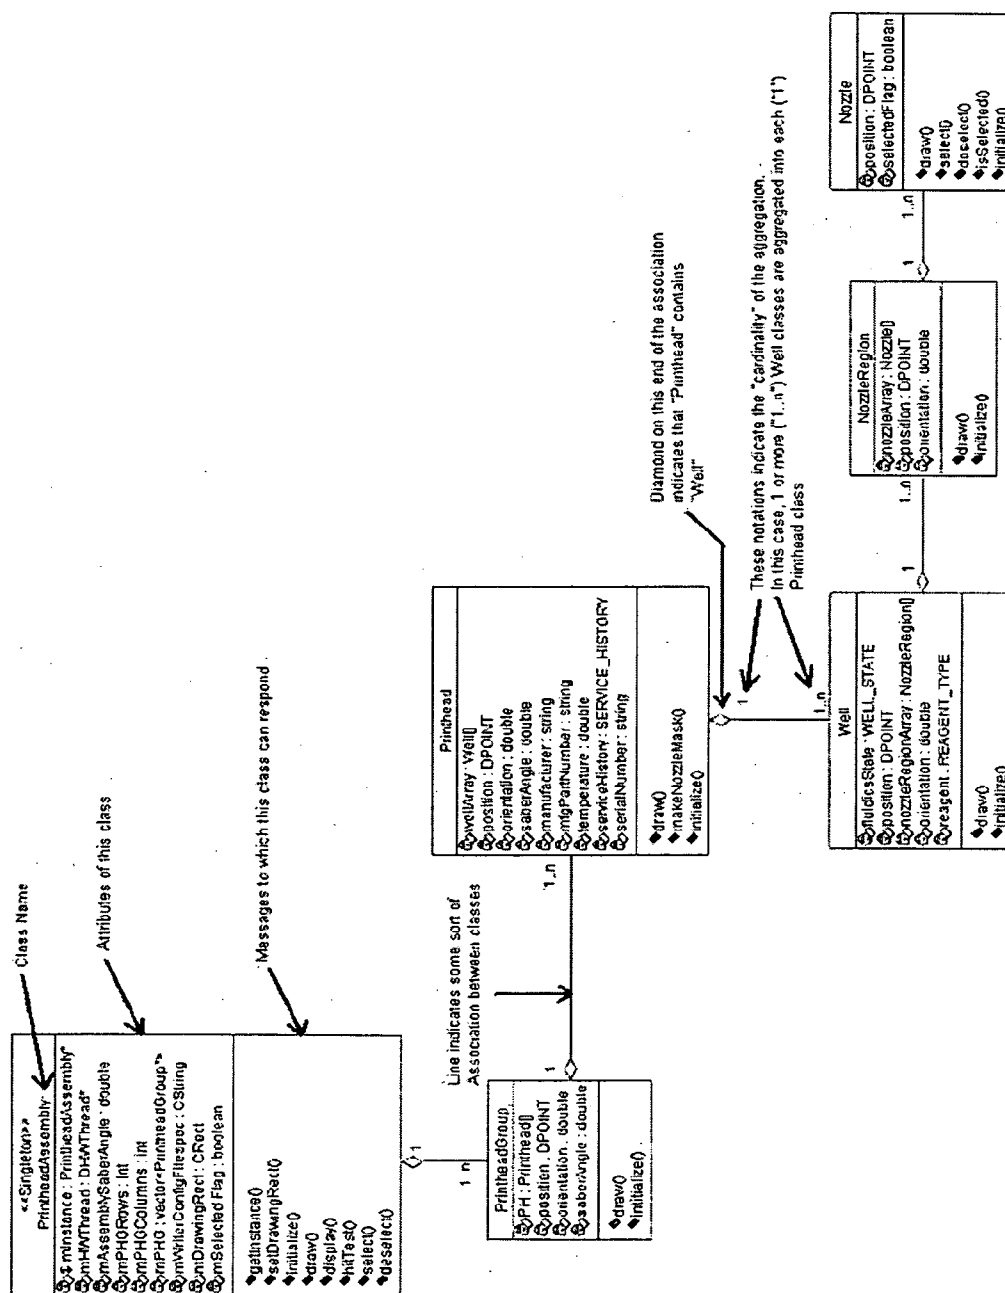 Class Name
Attributes of this class
Messages to which this class can respond
<<Singleton>>
PrintheadAssembly
$ mInstance : PrintheadAssembly*
mHWThread : DHWThread*
mAssemblySaberAngle : double
mPHGRows : Int
mPHGColumns : Int
mPHG : vector<PrintheadGroup*>
mWriterConfigFilespec : CString
mDrawingRect : CRect
mSelected Flag : boolean
getInstance()
setDrawingRect()
initialize()
draw()
display()
hitTest()
select()
deselect()
1
1 n
PrintheadGroup
PH : Printhead[]
position : DPOINT
orientation : double
saberAngle : double
draw()
initialize()
Line indicates some sort of
Association between classes
1
1..n
Printhead
wellArray : Well[]
position : DPOINT
orientation : double
saberAngle : double
manufacturer : string
mfgPartNumber : string
temperature : double
serviceHistory : SERVICE_HISTORY
serialNumber : string
draw()
makeNozzleMask()
initialize()
Diamond on this end of the association
indicates that "Printhead" contains
"Well"
These notations indicate the "cardinality" of the aggregation.
In this case, 1 or more ("1..n") Well classes are aggregated into each ("1")
Printhead class
1
1..n
Well
fluidicsState : WELL_STATE
position : DPOINT
nozzleRegionArray : NozzleRegion[]
orientation : double
reagent : REAGENT_TYPE
draw()
initialize()
1
1..n
NozzleRegion
nozzleArray : Nozzle[]
position : DPOINT
orientation : double
draw()
initialize()
1
1..n
Nozzle
position : DPOINT
selectedFlag : boolean
draw()
select()
deselect()
isSelected()
initialize()